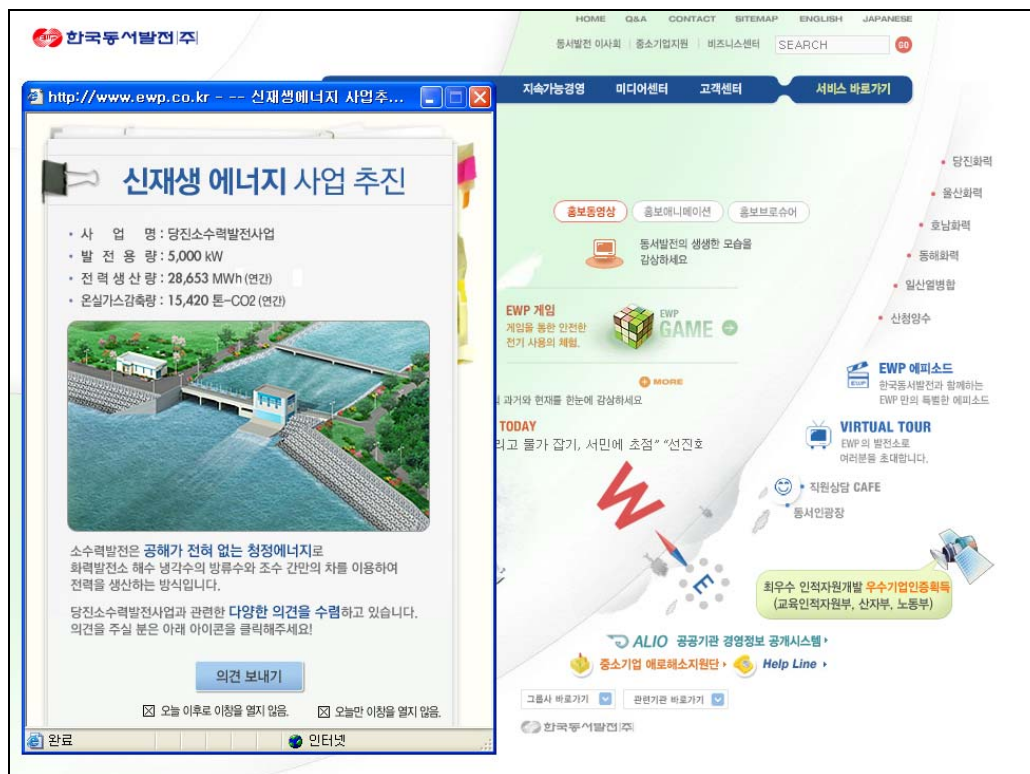 한국동서발전(주)
HOME Q&A CONTACT SITEMAP ENGLISH JAPANESE
동서발전 이사회 중소기업지원 비즈니스센터 SEARCH GO
지속가능경영 미디어센터 고객센터 서비스 바로가기
http://www.ewp.co.kr - -- 신재생에너지 사업추...
신재생 에너지 사업 추진
• 사 업 명 : 당진소수력발전사업
• 발 전 용 량 : 5,000 kW
• 전 력 생 산 량 : 28,653 MWh (연간)
• 온실가스감축량 : 15,420 톤-CO2 (연간)
소수력발전은 공해가 전혀 없는 청정에너지로
화력발전소 해수 냉각수의 방류수와 조수 간만의 차를 이용하여
전력을 생산하는 방식입니다.
당진소수력발전사업과 관련한 다양한 의견을 수렴하고 있습니다.
의견을 주실 분은 아래 아이콘을 클릭해주세요!
의견 보내기
오늘 이후로 이창을 열지 않음. 오늘만 이창을 열지 않음.
완료 인터넷
홍보동영상 홍보애니메이션 홍보브로슈어
동서발전의 생생한 모습을
감상하세요
EWP 게임
게임을 통한 안전한
전기 사용의 체험.
EWP
GAME
MORE
과거와 현재를 한눈에 감상하세요
TODAY
리고 물가 잡기, 서민에 초점" "선진호
W
E
• 당진화력
• 울산화력
• 호남화력
• 동해화력
• 일산열병합
• 산청양수
EWP
EWP 에피소드
한국동서발전과 함께하는
EWP 만의 특별한 에피소드
VIRTUAL TOUR
EWP의 발전소로
여러분을 초대합니다.
• 직원상담 CAFE
• 동서인광장
최우수 인적자원개발 우수기업인증획득
(교육인적자원부, 산자부, 노동부)
ALIO 공공기관 경영정보 공개시스템
중소기업 애로해소지원단 Help Line
그룹사 바로가기 관련기관 바로가기
한국동서발전(주)